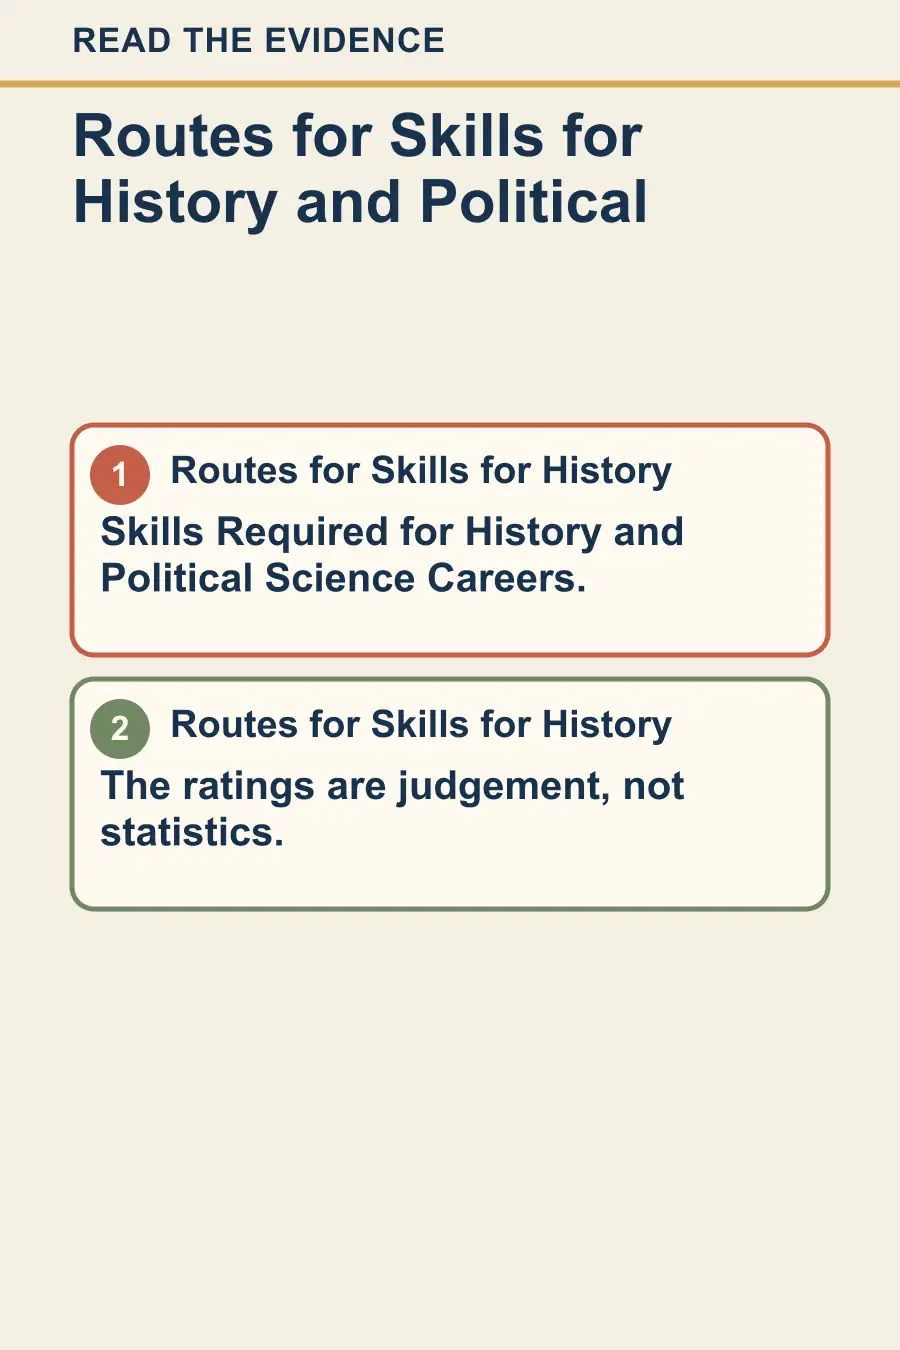 READ THE EVIDENCE
Routes for Skills for
History and Political
1 Routes for Skills for History
Skills Required for History and
Political Science Careers.
2 Routes for Skills for History
The ratings are judgement, not
statistics.